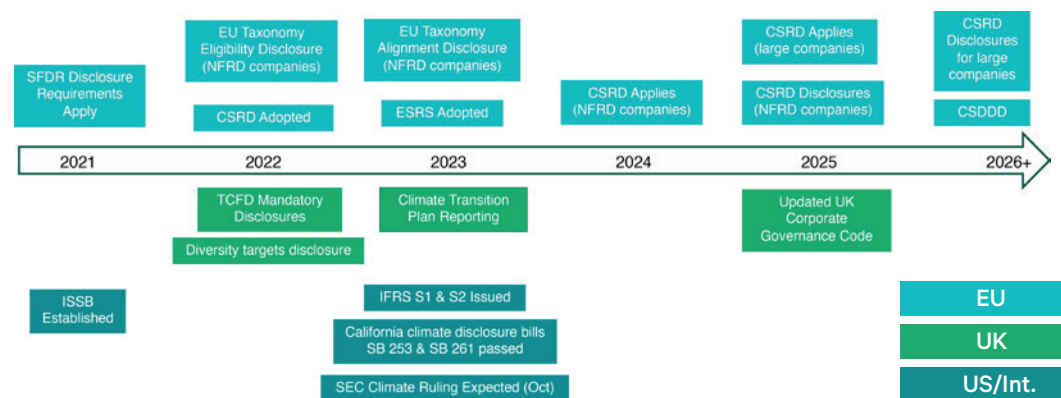 EU Taxonomy
Eligibility Disclosure
(NFRD companies)
EU Taxonomy
Alignment Disclosure
(NFRD companies)
CSRD Applies
(large companies)
CSRD
Disclosures
for large
companies
SFDR Disclosure
Requirements
Apply
CSRD Adopted
ESRS Adopted
CSRD Applies
(NFRD companies)
CSRD Disclosures
(NFRD companies)
CSDDD
2021
2022
2023
2024
2025
2026+
TCFD Mandatory
Disclosures
Climate Transition
Plan Reporting
Updated UK
Corporate
Governance Code
Diversity targets disclosure
ISSB
Established
IFRS S1 & S2 Issued
California climate disclosure bills
SB 253 & SB 261 passed
SEC Climate Ruling Expected (Oct)
EU
UK
US/Int.